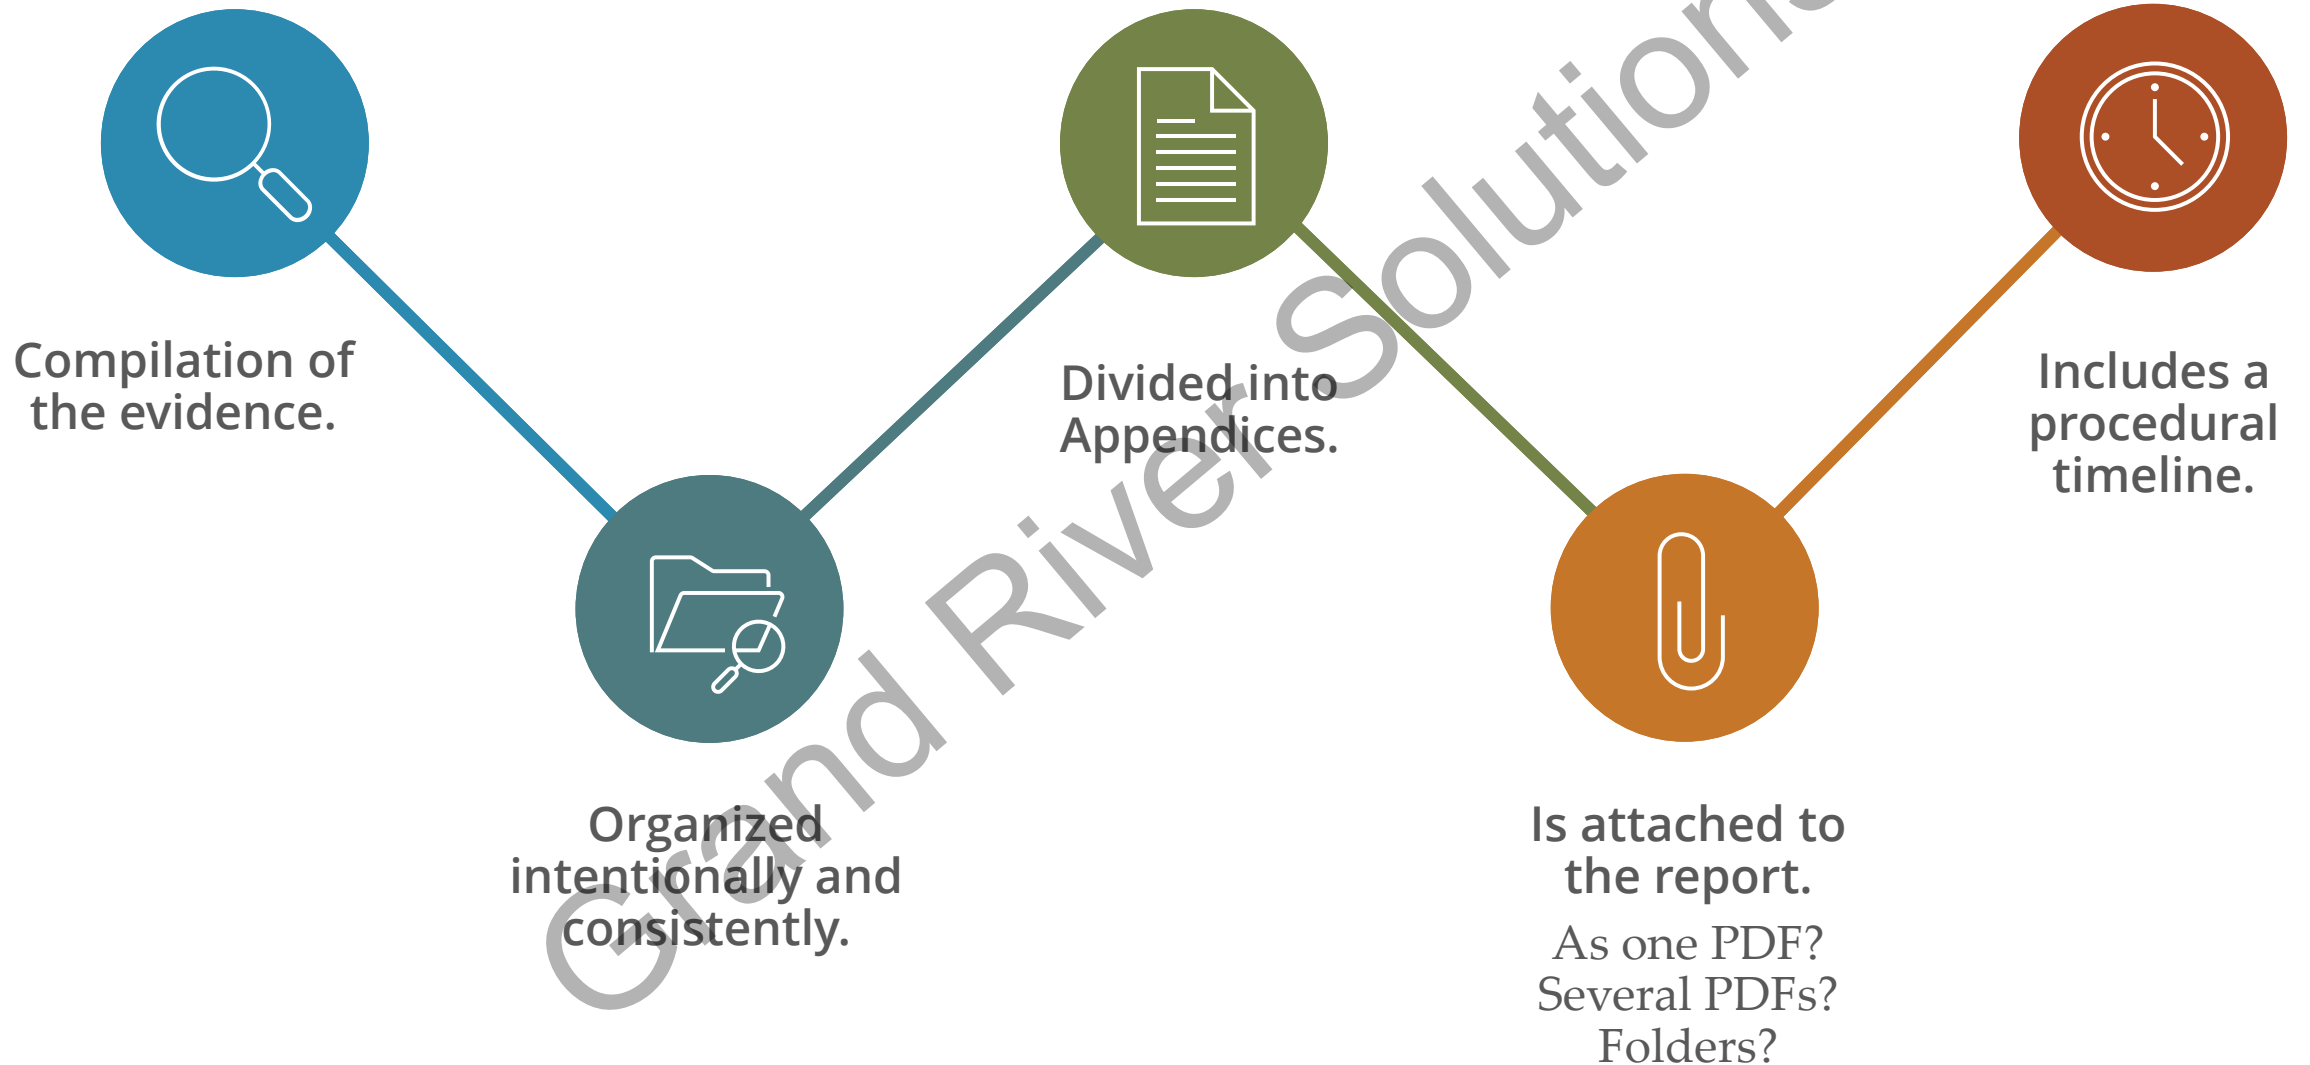 Compilation of
the evidence.
Organized
intentionally and
consistently.
Divided into
Appendices.
Is attached to
the report.
As one PDF?
Several PDFs?
Folders?
Includes a
procedural
timeline.
Grand River Solutions